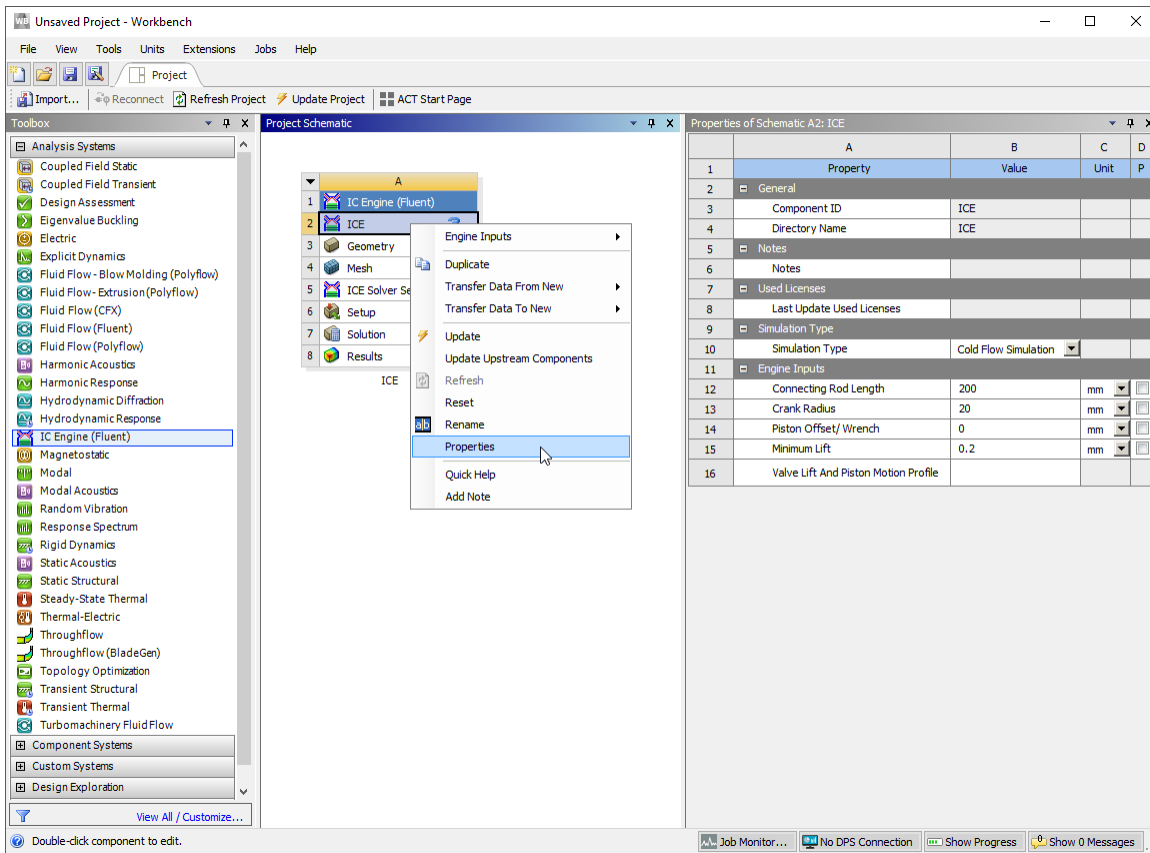 WB Unsaved Project - Workbench
File View Tools Units Extensions Jobs Help
Project
Import... Reconnect Refresh Project Update Project ACT Start Page
Toolbox
Analysis Systems
Coupled Field Static
Coupled Field Transient
Design Assessment
Eigenvalue Buckling
Electric
Explicit Dynamics
Fluid Flow - Blow Molding (Polyflow)
Fluid Flow - Extrusion (Polyflow)
Fluid Flow (CFX)
Fluid Flow (Fluent)
Fluid Flow (Polyflow)
Harmonic Acoustics
Harmonic Response
Hydrodynamic Diffraction
Hydrodynamic Response
IC Engine (Fluent)
Magnetostatic
Modal
Modal Acoustics
Random Vibration
Response Spectrum
Rigid Dynamics
Static Acoustics
Static Structural
Steady-State Thermal
Thermal-Electric
Throughflow
Throughflow (BladeGen)
Topology Optimization
Transient Structural
Transient Thermal
Turbomachinery Fluid Flow
Component Systems
Custom Systems
Design Exploration
View All / Customize...
Project Schematic
A
1 IC Engine (Fluent)
2 ICE
3 Geometry
4 Mesh
5 ICE Solver Se
6 Setup
7 Solution
8 Results
ICE
Engine Inputs
Duplicate
Transfer Data From New
Transfer Data To New
Update
Update Upstream Components
Refresh
Reset
a|b Rename
Properties
Quick Help
Add Note
Properties of Schematic A2: ICE
A B C D
1 Property Value Unit P
2 General
3 Component ID ICE
4 Directory Name ICE
5 Notes
6 Notes
7 Used Licenses
8 Last Update Used Licenses
9 Simulation Type
10 Simulation Type Cold Flow Simulation
11 Engine Inputs
12 Connecting Rod Length 200 mm
13 Crank Radius 20 mm
14 Piston Offset/ Wrench 0 mm
15 Minimum Lift 0.2 mm
16 Valve Lift And Piston Motion Profile
Double-click component to edit.
Job Monitor... No DPS Connection Show Progress Show 0 Messages